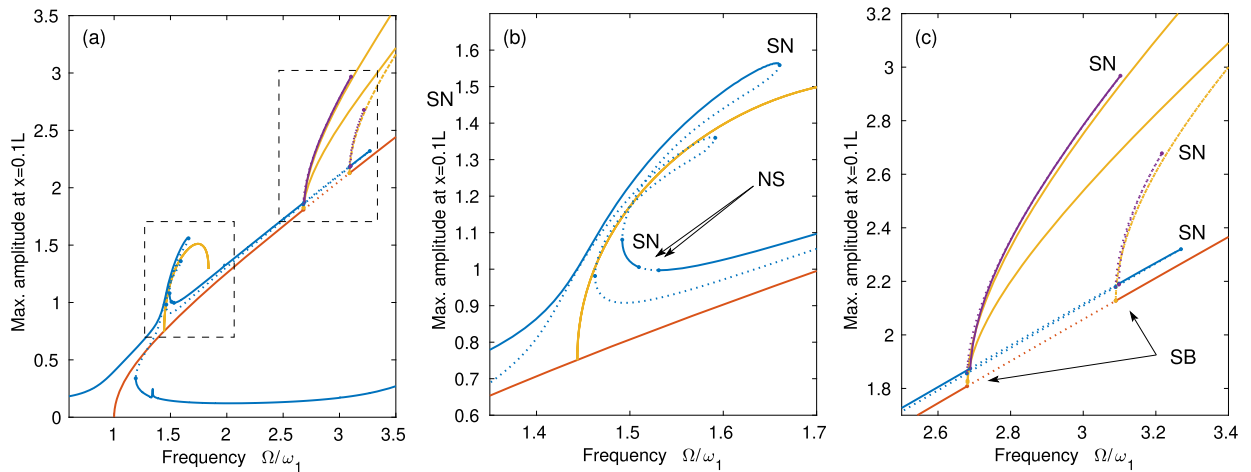 (a)
Max. amplitude at x=0.1L
3.5
3
2.5
2
1.5
1
0.5
0
1 1.5 2 2.5 3 3.5
Frequency Ω/ω1
(b)
Max. amplitude at x=0.1L
1.6
1.5
1.4
1.3
1.2
1.1
1
0.9
0.8
0.7
0.6
SN
SN
NS
SN
1.4 1.5 1.6 1.7
Frequency Ω/ω1
(c)
Max. amplitude at x=0.1L
3.2
3
2.8
2.6
2.4
2.2
2
1.8
SN
SN
SN
SB
2.6 2.8 3 3.2 3.4
Frequency Ω/ω1